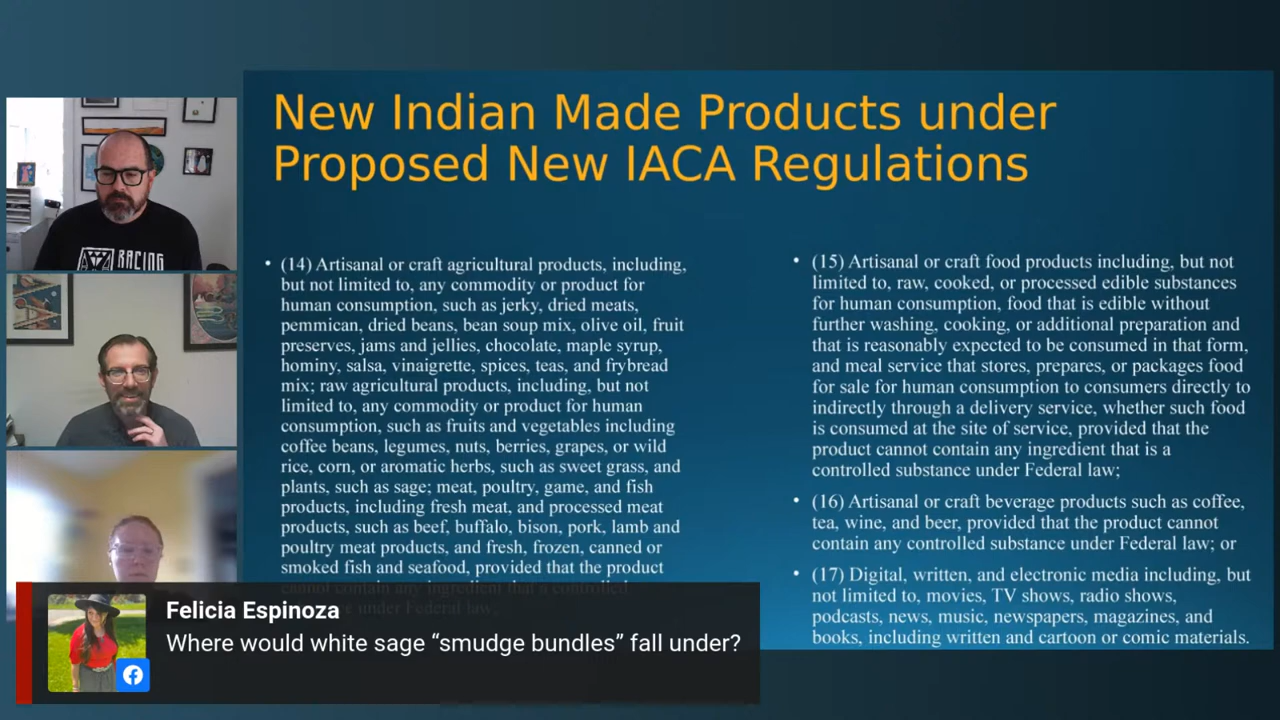 New Indian Made Products under
Proposed New IACA Regulations
• (14) Artisanal or craft agricultural products, including,
but not limited to, any commodity or product for
human consumption, such as jerky, dried meats,
pemmican, dried beans, bean soup mix, olive oil, fruit
preserves, jams and jellies, chocolate, maple syrup,
hominy, salsa, vinaigrette, spices, teas, and frybread
mix; raw agricultural products, including, but not
limited to, any commodity or product for human
consumption, such as fruits and vegetables including
coffee beans, legumes, nuts, berries, grapes, or wild
rice, corn, or aromatic herbs, such as sweet grass, and
plants, such as sage; meat, poultry, game, and fish
products, including fresh meat, and processed meat
products, such as beef, buffalo, bison, pork, lamb and
poultry meat products, and fresh, frozen, canned or
smoked fish and seafood, provided that the product
cannot contain any ingredient that a controlled
under Federal law;
• (15) Artisanal or craft food products including, but not
limited to, raw, cooked, or processed edible substances
for human consumption, food that is edible without
further washing, cooking, or additional preparation and
that is reasonably expected to be consumed in that form,
and meal service that stores, prepares, or packages food
for sale for human consumption to consumers directly to
indirectly through a delivery service, whether such food
is consumed at the site of service, provided that the
product cannot contain any ingredient that is a
controlled substance under Federal law;
• (16) Artisanal or craft beverage products such as coffee,
tea, wine, and beer, provided that the product cannot
contain any controlled substance under Federal law; or
• (17) Digital, written, and electronic media including, but
not limited to, movies, TV shows, radio shows,
podcasts, news, music, newspapers, magazines, and
books, including written and cartoon or comic materials.
RACING
Felicia Espinoza
Where would white sage “smudge bundles” fall under?